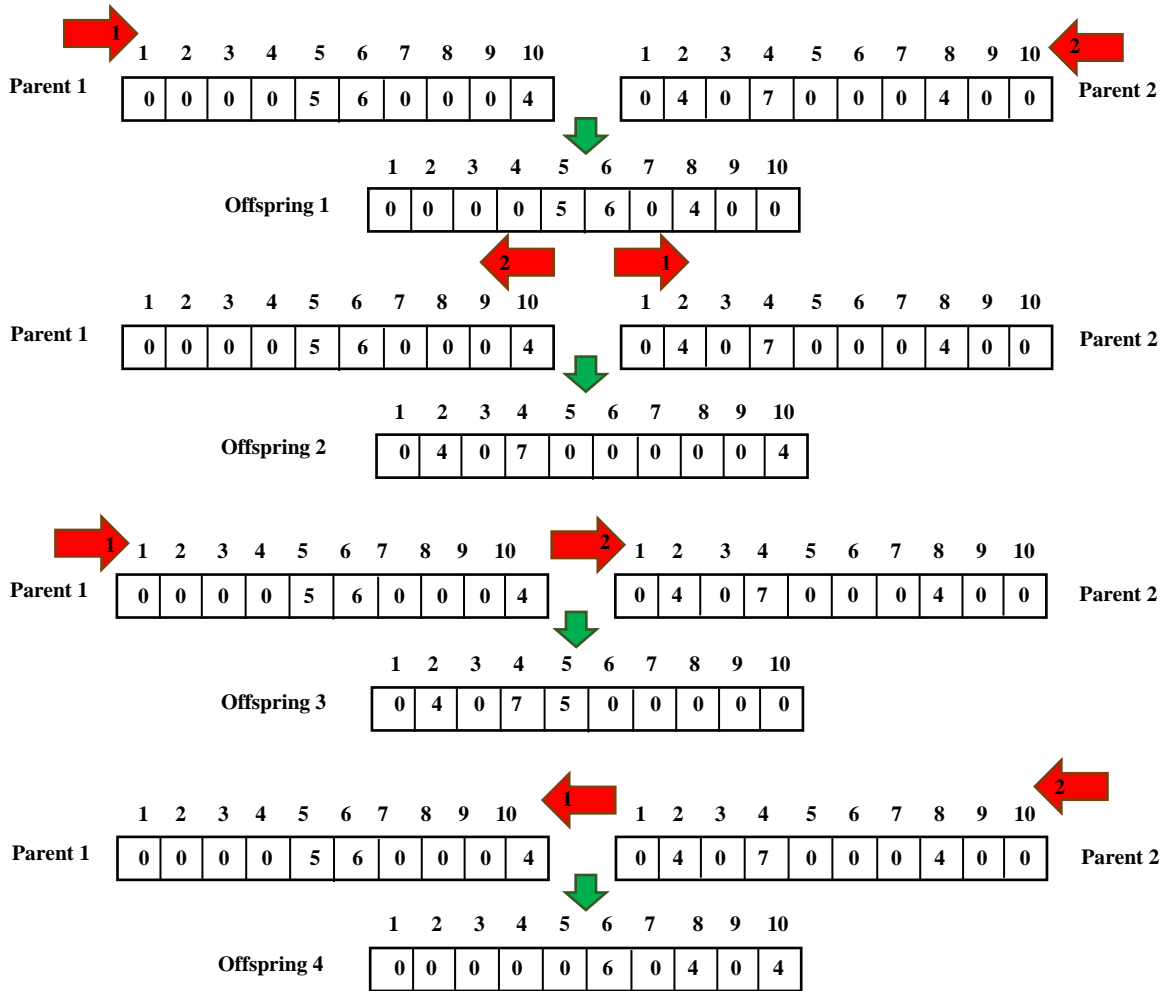 1 2
1 2 3 4 5 6 7 8 9 10 1 2 3 4 5 6 7 8 9 10
Parent 1 0 0 0 0 5 6 0 0 0 4 0 4 0 7 0 0 0 4 0 0 Parent 2
1 2 3 4 5 6 7 8 9 10
Offspring 1 0 0 0 0 5 6 0 4 0 0
2 1
1 2 3 4 5 6 7 8 9 10 1 2 3 4 5 6 7 8 9 10
Parent 1 0 0 0 0 5 6 0 0 0 4 0 4 0 7 0 0 0 4 0 0 Parent 2
1 2 3 4 5 6 7 8 9 10
Offspring 2 0 4 0 7 0 0 0 0 0 4
1 2
1 2 3 4 5 6 7 8 9 10 1 2 3 4 5 6 7 8 9 10
Parent 1 0 0 0 0 5 6 0 0 0 4 0 4 0 7 0 0 0 4 0 0 Parent 2
1 2 3 4 5 6 7 8 9 10
Offspring 3 0 4 0 7 5 0 0 0 0 0
1 2
1 2 3 4 5 6 7 8 9 10 1 2 3 4 5 6 7 8 9 10
Parent 1 0 0 0 0 5 6 0 0 0 4 0 4 0 7 0 0 0 4 0 0 Parent 2
1 2 3 4 5 6 7 8 9 10
Offspring 4 0 0 0 0 0 6 0 4 0 4